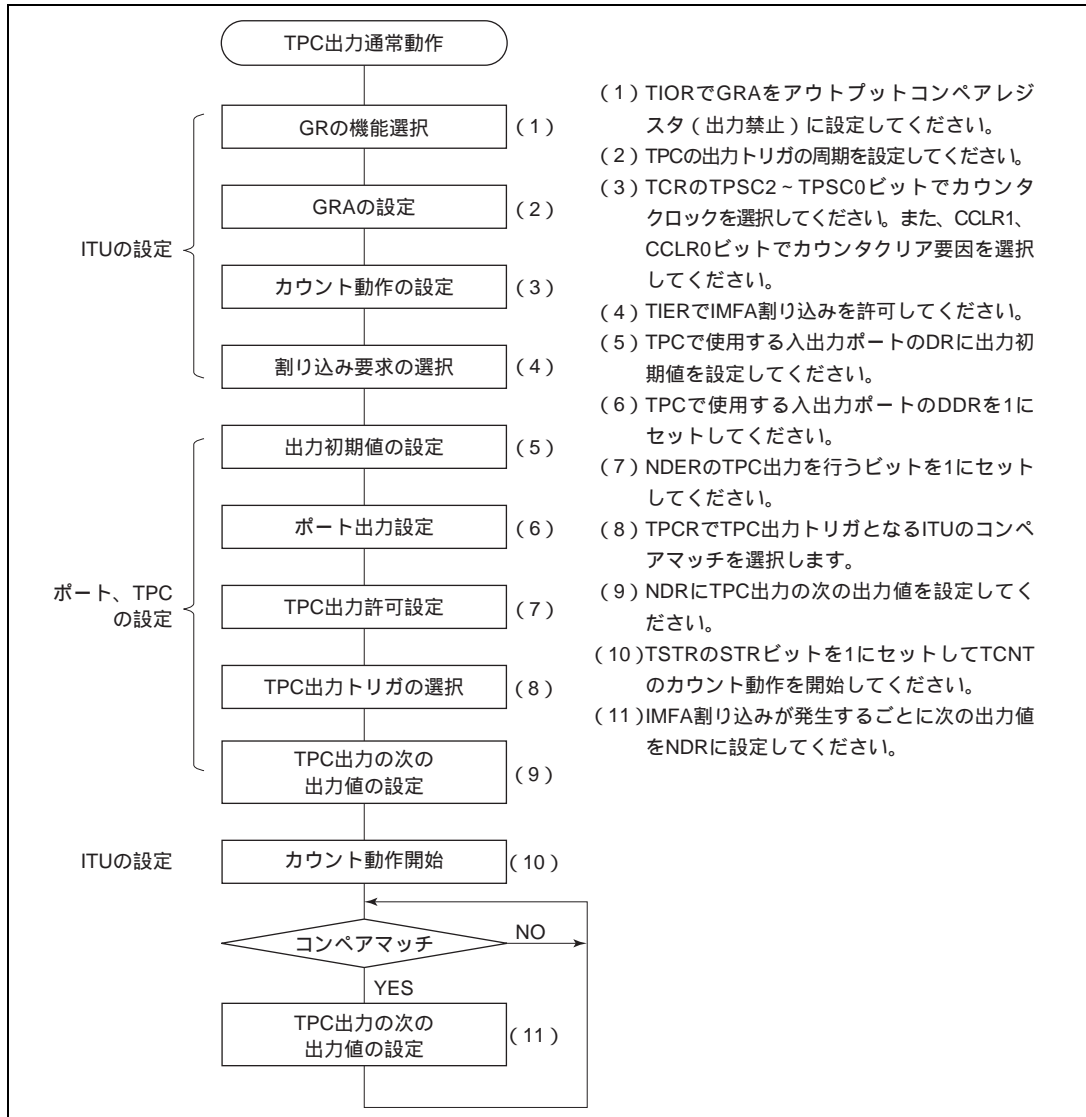 TPC出力通常動作
ITUの設定
GRの機能選択
(1)
GRAの設定
(2)
カウント動作の設定
(3)
割り込み要求の選択
(4)
ポート、TPC
の設定
出力初期値の設定
(5)
ポート出力設定
(6)
TPC出力許可設定
(7)
TPC出力トリガの選択
(8)
TPC出力の次の
出力値の設定
(9)
ITUの設定
カウント動作開始
(10)
コンペアマッチ
NO
YES
TPC出力の次の
出力値の設定
(11)
(1)TIORでGRAをアウトプットコンペアレジ
スタ(出力禁止)に設定してください。
(2)TPCの出力トリガの周期を設定してください。
(3)TCRのTPSC2~TPSC0ビットでカウンタ
クロックを選択してください。また、CCLR1、
CCLR0ビットでカウンタクリア要因を選択
してください。
(4)TIERでIMFA割り込みを許可してください。
(5)TPCで使用する入出力ポートのDRに出力初
期値を設定してください。
(6)TPCで使用する入出力ポートのDDRを1に
セットしてください。
(7)NDERのTPC出力を行うビットを1にセット
してください。
(8)TPCRでTPC出力トリガとなるITUのコンペ
アマッチを選択します。
(9)NDRにTPC出力の次の出力値を設定してく
ださい。
(10)TSTRのSTRビットを1にセットしてTCNT
のカウント動作を開始してください。
(11)IMFA割り込みが発生するごとに次の出力値
をNDRに設定してください。